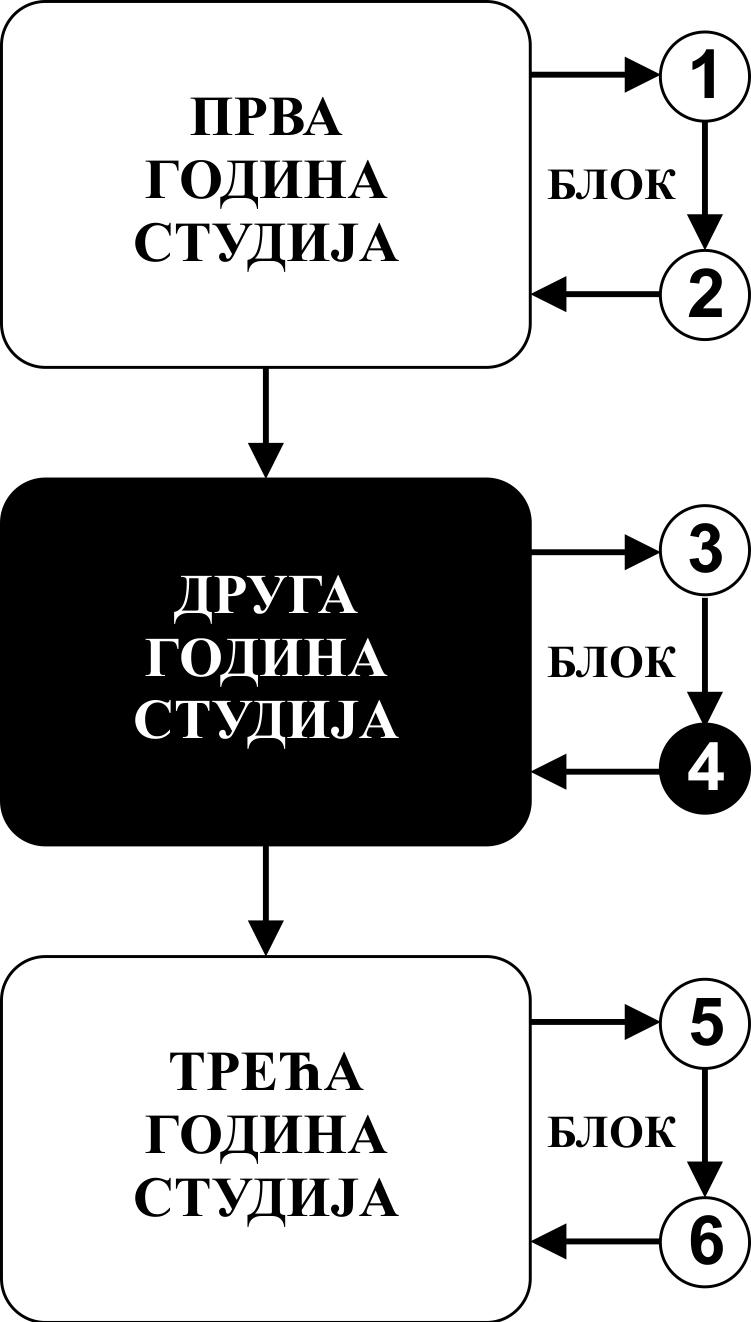 ПРВА
ГОДИНА
СТУДИЈА
1
БЛОК
2
ДРУГА
ГОДИНА
СТУДИЈА
3
БЛОК
4
ТРЕЋА
ГОДИНА
СТУДИЈА
5
БЛОК
6